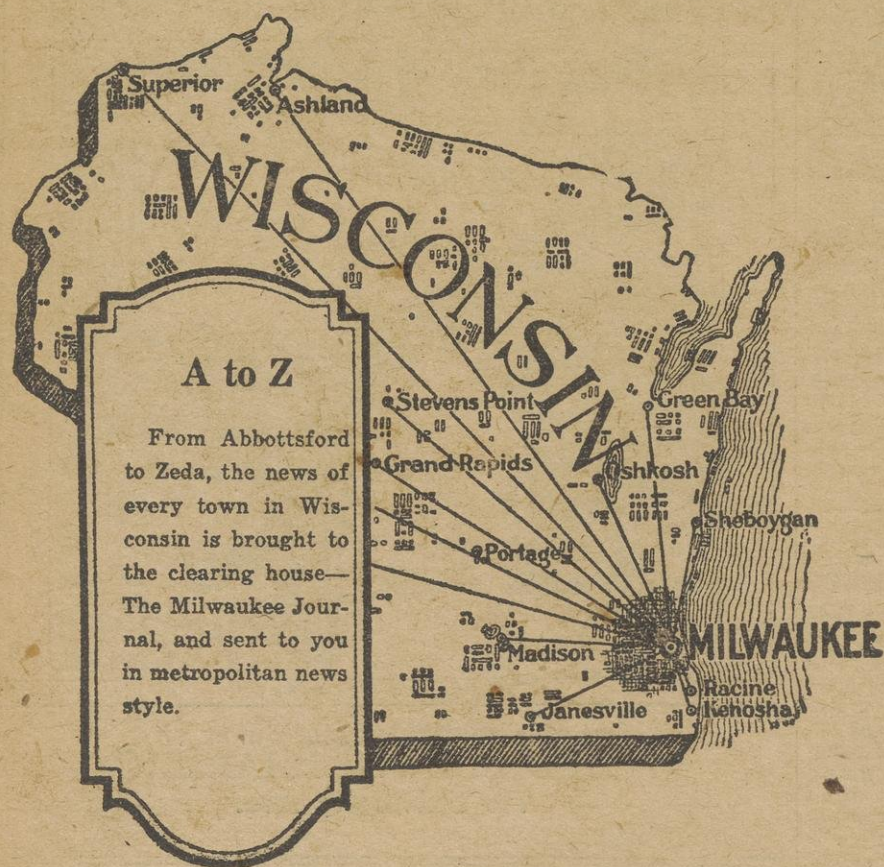 Superior
Ashland
WISCONSIN
A to Z
From Abbottsford
to Zeda, the news of
every town in Wis-
consin is brought to
the clearing house—
The Milwaukee Jour-
nal, and sent to you
in metropolitan news
style.
Stevens Point
Green Bay
Grand Rapids
Oshkosh
Sheboygan
Portage
MILWAUKEE
Madison
Racine
Kenosha
Janesville